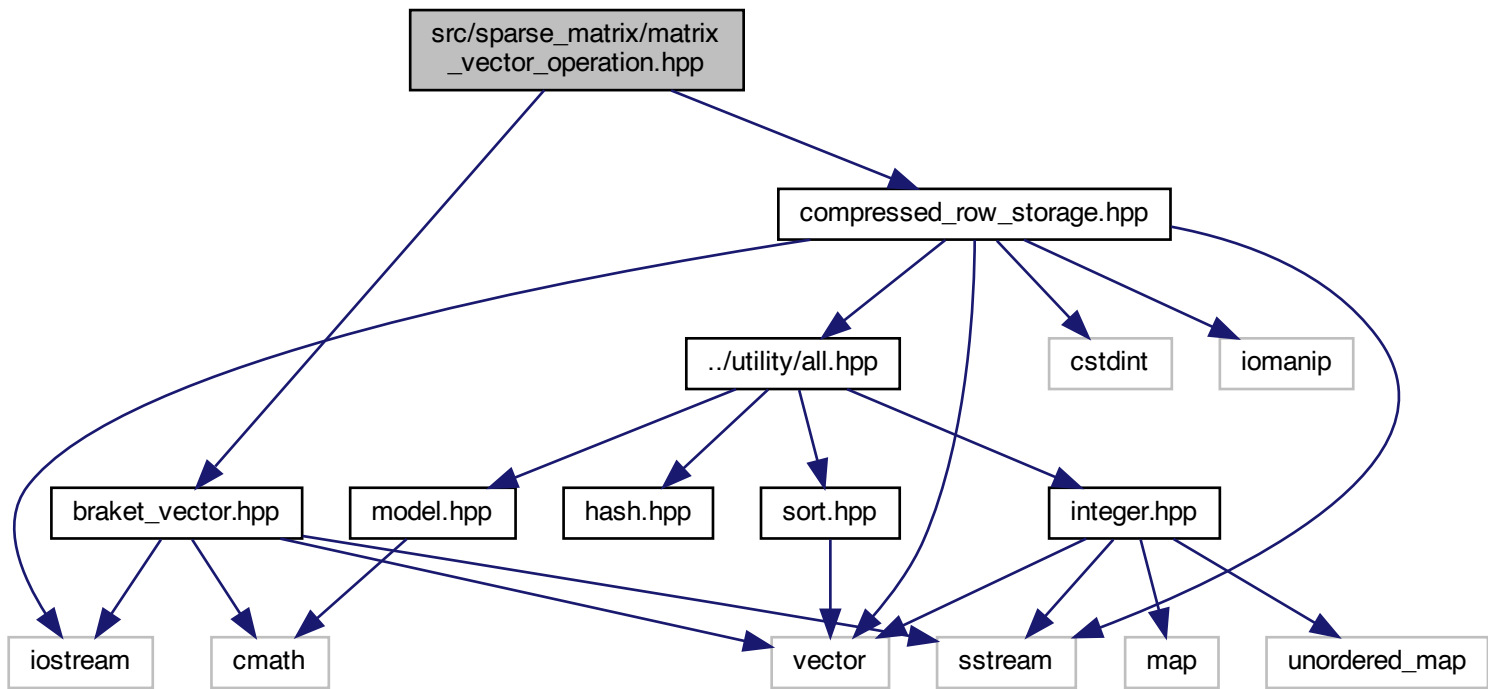 src/sparse_matrix/matrix
_vector_operation.hpp
compressed_row_storage.hpp
../utility/all.hpp
cstdint
iomanip
braket_vector.hpp
model.hpp
hash.hpp
sort.hpp
integer.hpp
iostream
cmath
vector
sstream
map
unordered_map